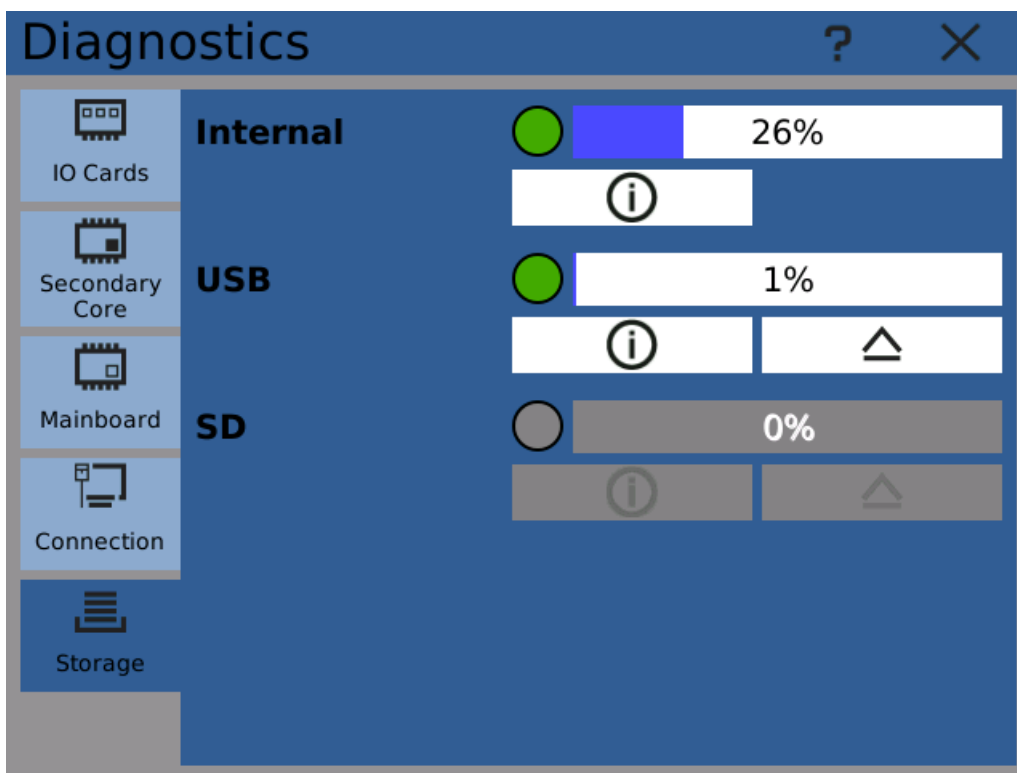 Diagnostics ?
IO Cards
Secondary
Core
Mainboard
Connection
Storage
Internal 26%
USB 1%
SD 0%